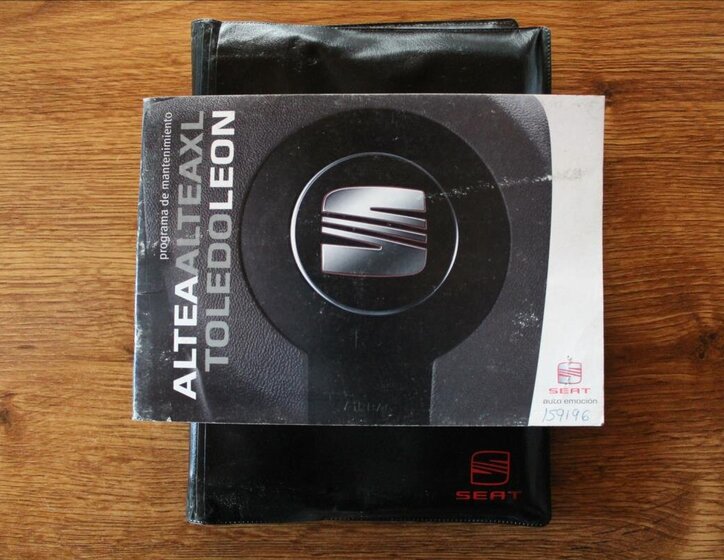 programa de mantenimiento
ALTEAALTEAXL
TOLEDOLEON
SEAT
auto emoción
159196
SEAT